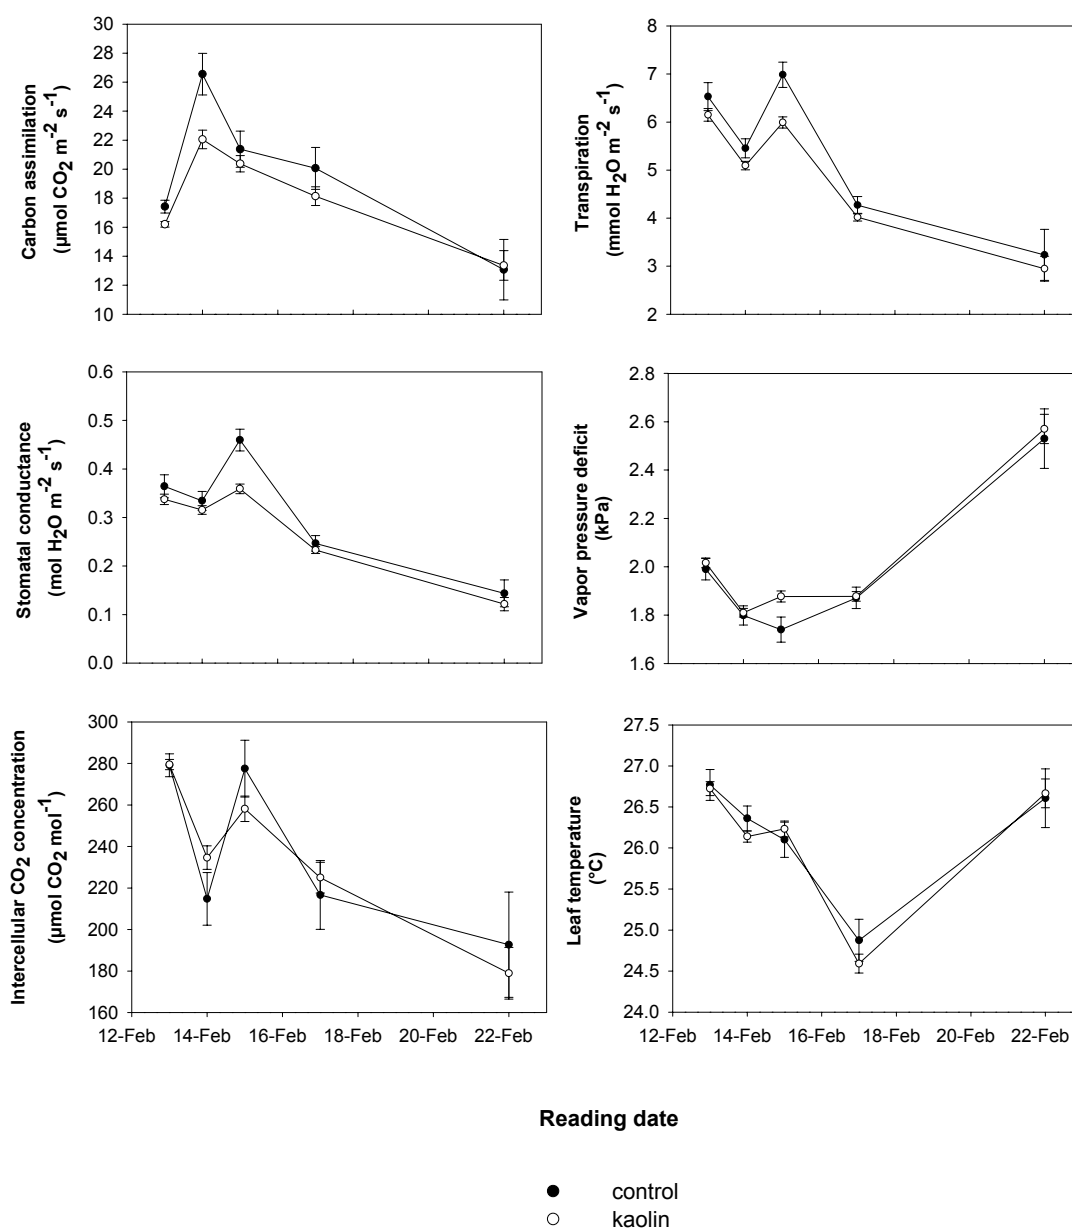 Carbon assimilation
(µmol CO2 m-2 s-1)
30
28
26
24
22
20
18
16
14
12
10
Transpiration
(mmol H2O m-2 s-1)
8
7
6
5
4
3
2
Stomatal conductance
(mol H2O m-2 s-1)
0.6
0.5
0.4
0.3
0.2
0.1
0.0
Vapor pressure deficit
(kPa)
2.8
2.6
2.4
2.2
2.0
1.8
1.6
Intercellular CO2 concentration
(µmol CO2 mol-1)
300
280
260
240
220
200
180
160
12-Feb 14-Feb 16-Feb 18-Feb 20-Feb 22-Feb
Leaf temperature
(°C)
27.5
27.0
26.5
26.0
25.5
25.0
24.5
24.0
12-Feb 14-Feb 16-Feb 18-Feb 20-Feb 22-Feb
Reading date
control
kaolin